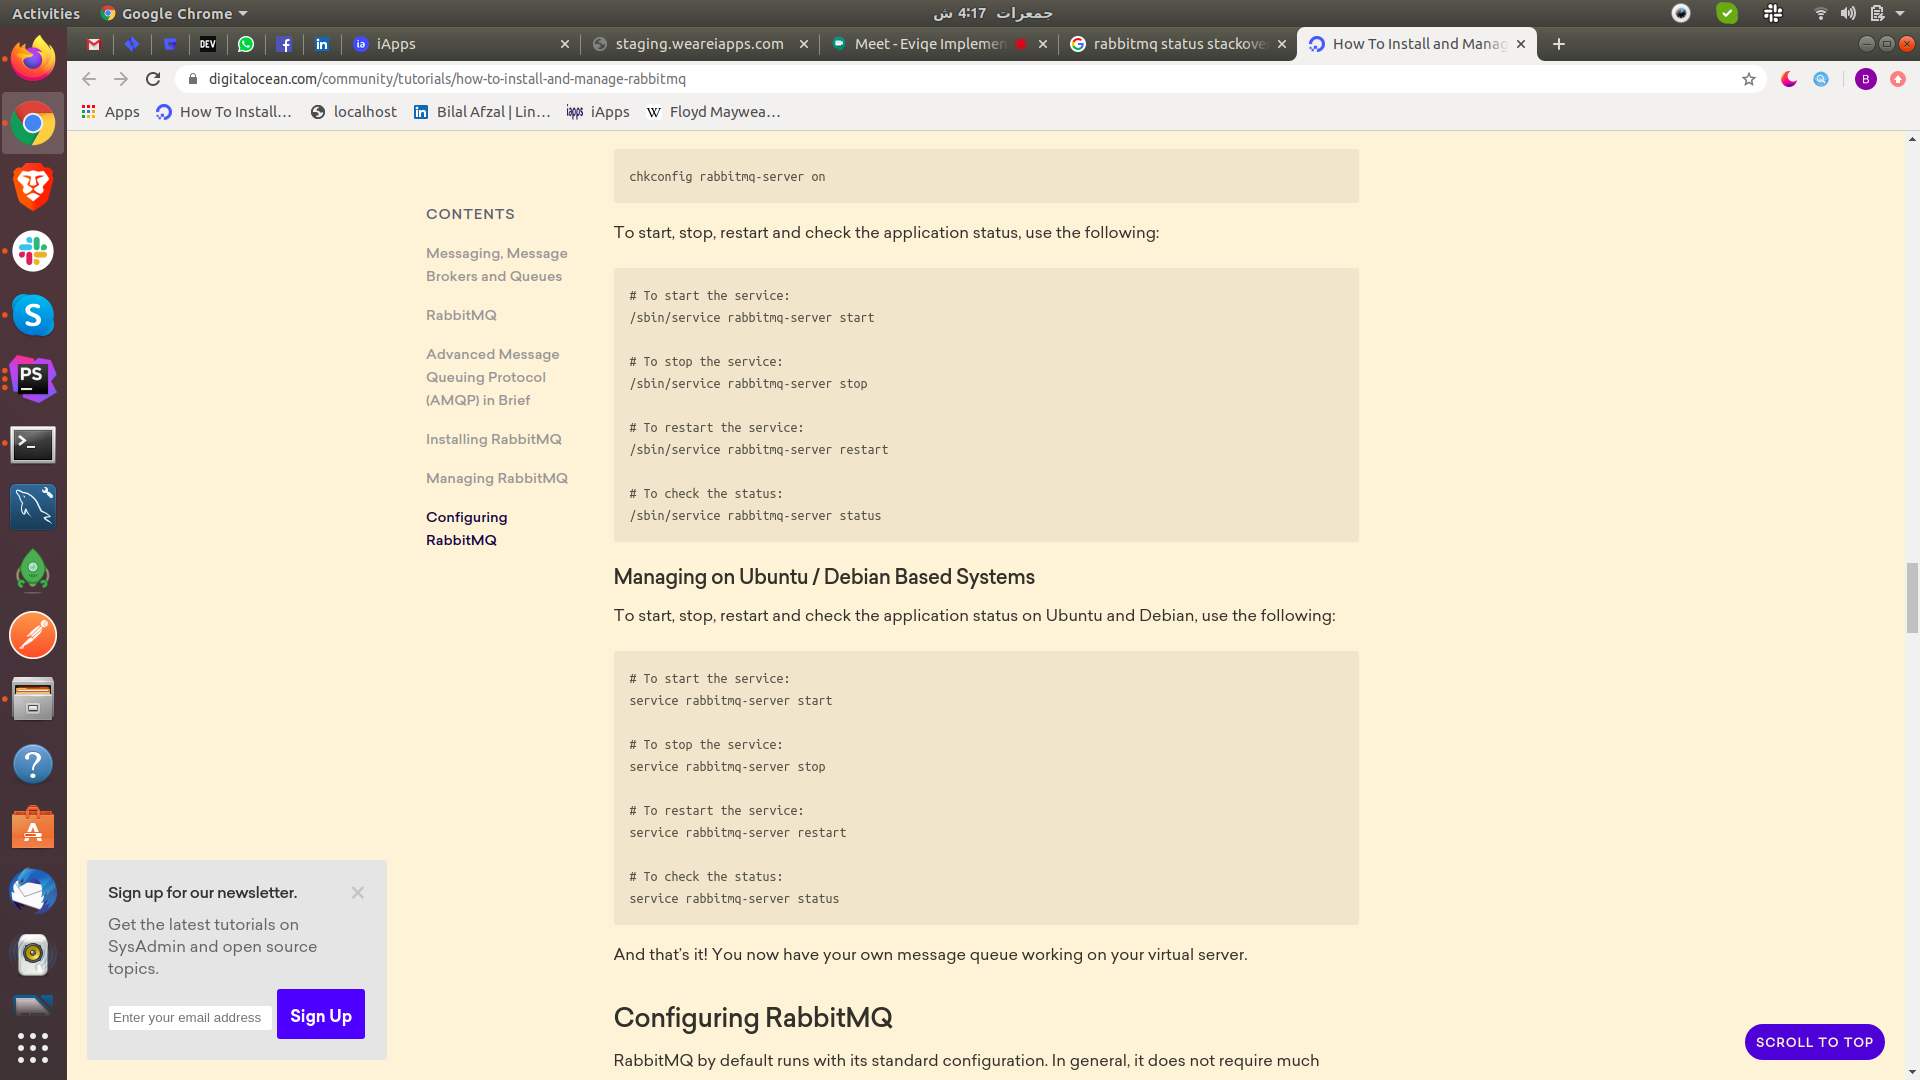 Activities
Google Chrome
جمعرات 4:17 ش
DEV
iApps
staging.weareiapps.com
Meet - Eviqe Implemen
rabbitmq status stackove
How To Install and Manag
digitalocean.com/community/tutorials/how-to-install-and-manage-rabbitmq
B
Apps
How To Install…
localhost
Bilal Afzal | Lin…
iApps
Floyd Maywea…
CONTENTS
Messaging, Message
Brokers and Queues
RabbitMQ
Advanced Message
Queuing Protocol
(AMQP) in Brief
Installing RabbitMQ
Managing RabbitMQ
Configuring
RabbitMQ
chkconfig rabbitmq-server on
To start, stop, restart and check the application status, use the following:
# To start the service:
/sbin/service rabbitmq-server start
# To stop the service:
/sbin/service rabbitmq-server stop
# To restart the service:
/sbin/service rabbitmq-server restart
# To check the status:
/sbin/service rabbitmq-server status
Managing on Ubuntu / Debian Based Systems
To start, stop, restart and check the application status on Ubuntu and Debian, use the following:
# To start the service:
service rabbitmq-server start
# To stop the service:
service rabbitmq-server stop
# To restart the service:
service rabbitmq-server restart
# To check the status:
service rabbitmq-server status
And that's it! You now have your own message queue working on your virtual server.
Configuring RabbitMQ
RabbitMQ by default runs with its standard configuration. In general, it does not require much
Sign up for our newsletter.
Get the latest tutorials on
SysAdmin and open source
topics.
Enter your email address
Sign Up
SCROLL TO TOP